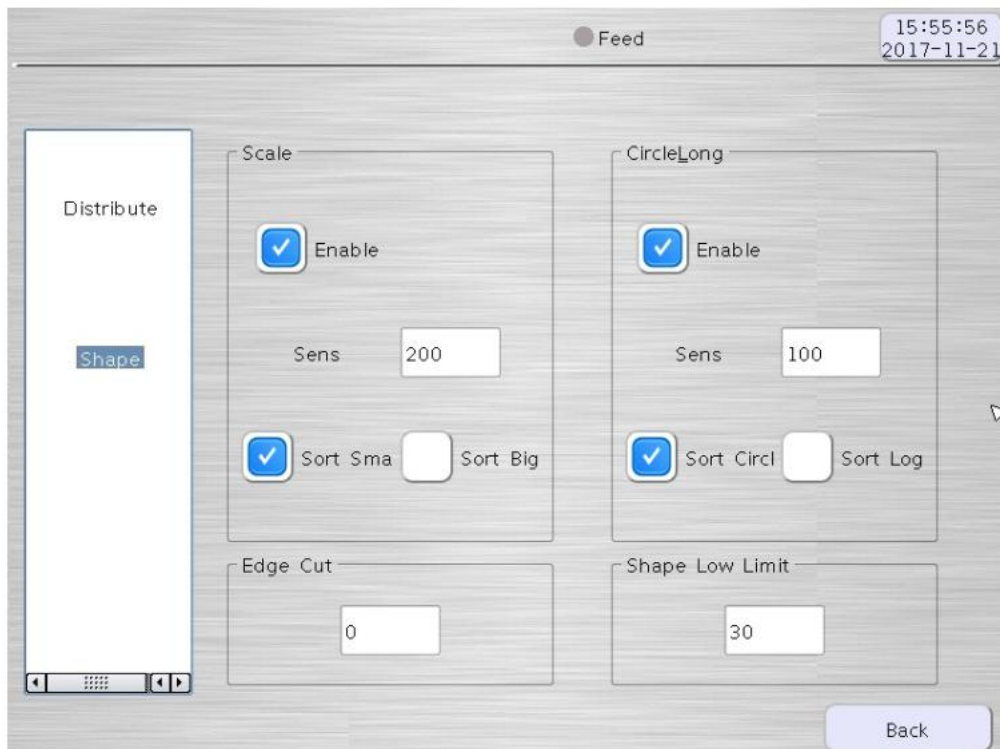 Feed
15:55:56
2017-11-21
Distribute
Shape
Scale
Enable
Sens 200
Sort Sma Sort Big
CircleLong
Enable
Sens 100
Sort Circl Sort Log
Edge Cut
0
Shape Low Limit
30
Back